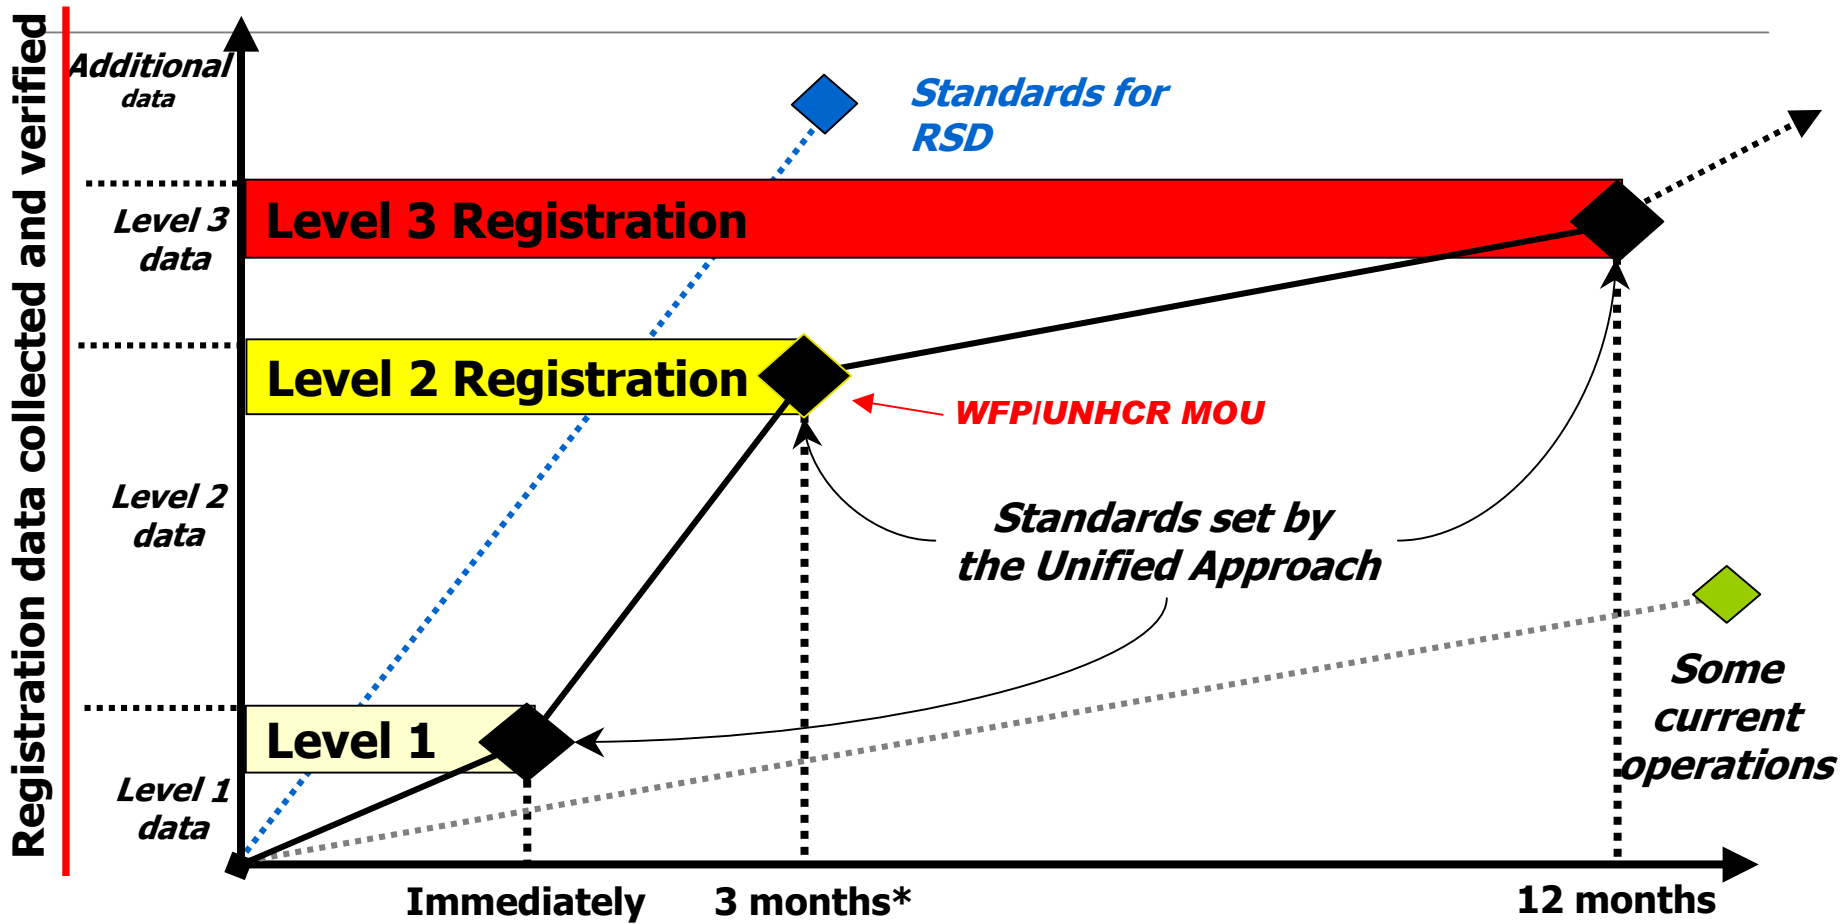 Registration data collected and verified
Additional
data
Standards for
RSD
Level 3
data
Level 3 Registration
Level 2 Registration
WFP/UNHCR MOU
Level 2
data
Standards set by
the Unified Approach
Some
current
operations
Level 1
Level 1
data
Immediately
3 months*
12 months